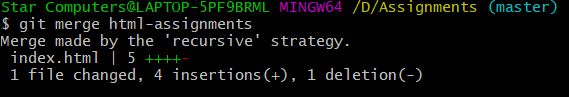 Star Computers@LAPTOP-5PF9BRML MINGW64 /D/Assignments (master)
$ git merge html-assignments
Merge made by the 'recursive' strategy.
 index.html | 5 ++++-
 1 file changed, 4 insertions(+), 1 deletion(-)